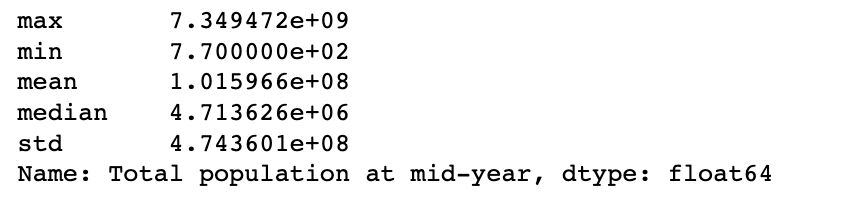 max       7.349472e+09
min       7.700000e+02
mean      1.015966e+08
median    4.713626e+06
std       4.743601e+08
Name: Total population at mid-year, dtype: float64